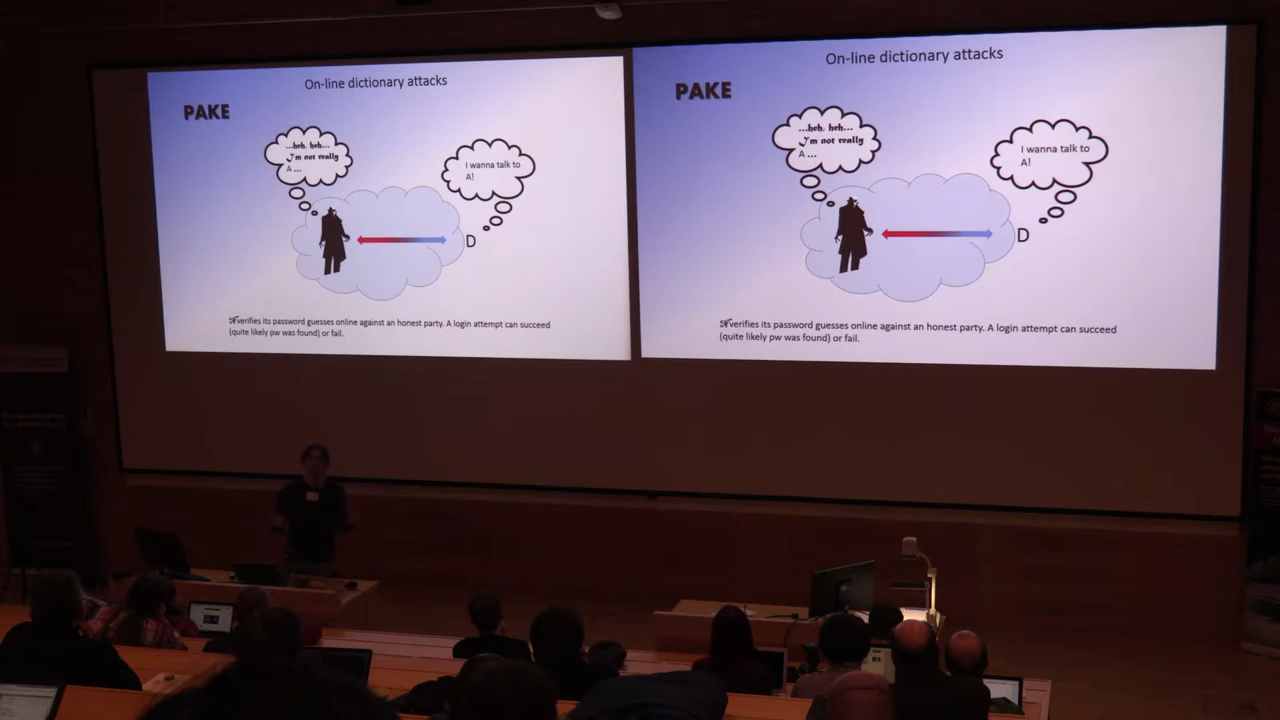 On-line dictionary attacks
PAKE
...heh, heh...
I'm not really
A ...
I wanna talk to
A!
D
verifies its password guesses online against an honest party. A login attempt can succeed
(quite likely pw was found) or fail.
On-line dictionary attacks
PAKE
...heh, heh...
I'm not really
A ...
I wanna talk to
A!
D
verifies its password guesses online against an honest party. A login attempt can succeed
(quite likely pw was found) or fail.